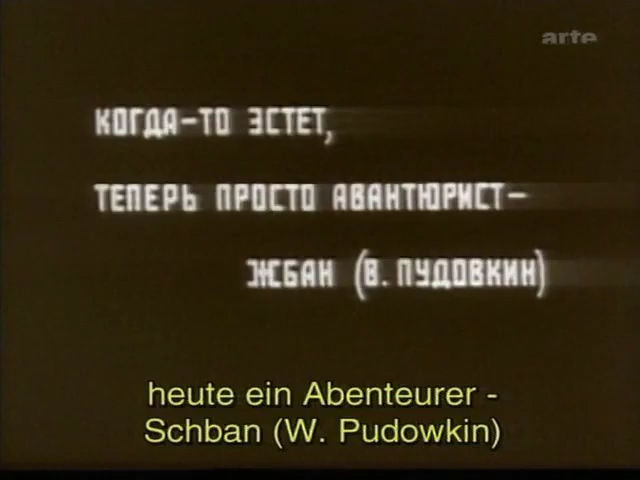 arte
КОГДА-ТО ЭСТЕТ,
ТЕПЕРЬ ПРОСТО АВАНТЮРИСТ-
ЖБАН (В. ПУДОВКИН)
heute ein Abenteurer -
Schban (W. Pudowkin)